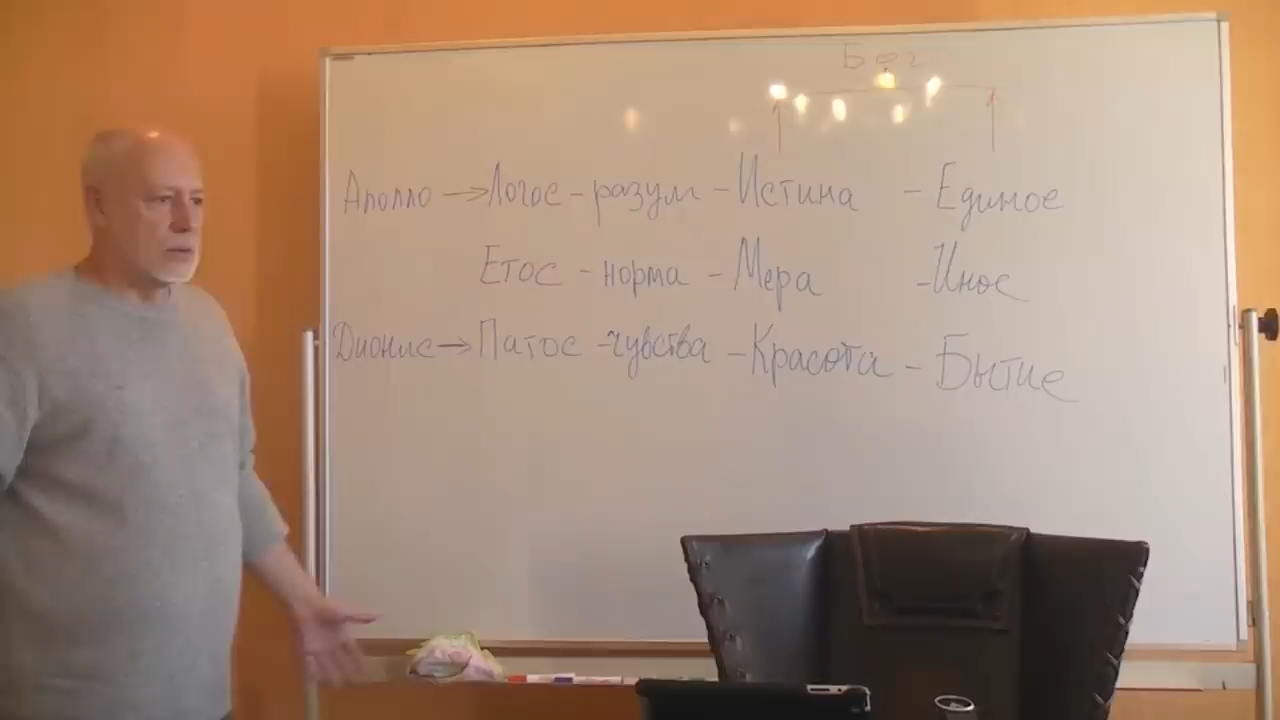 Бог
Аполло → Логос - разум - Истина - Единое
Етос - норма - Мера - Иное
Дионис → Патос - чувства - Красота - Бытие